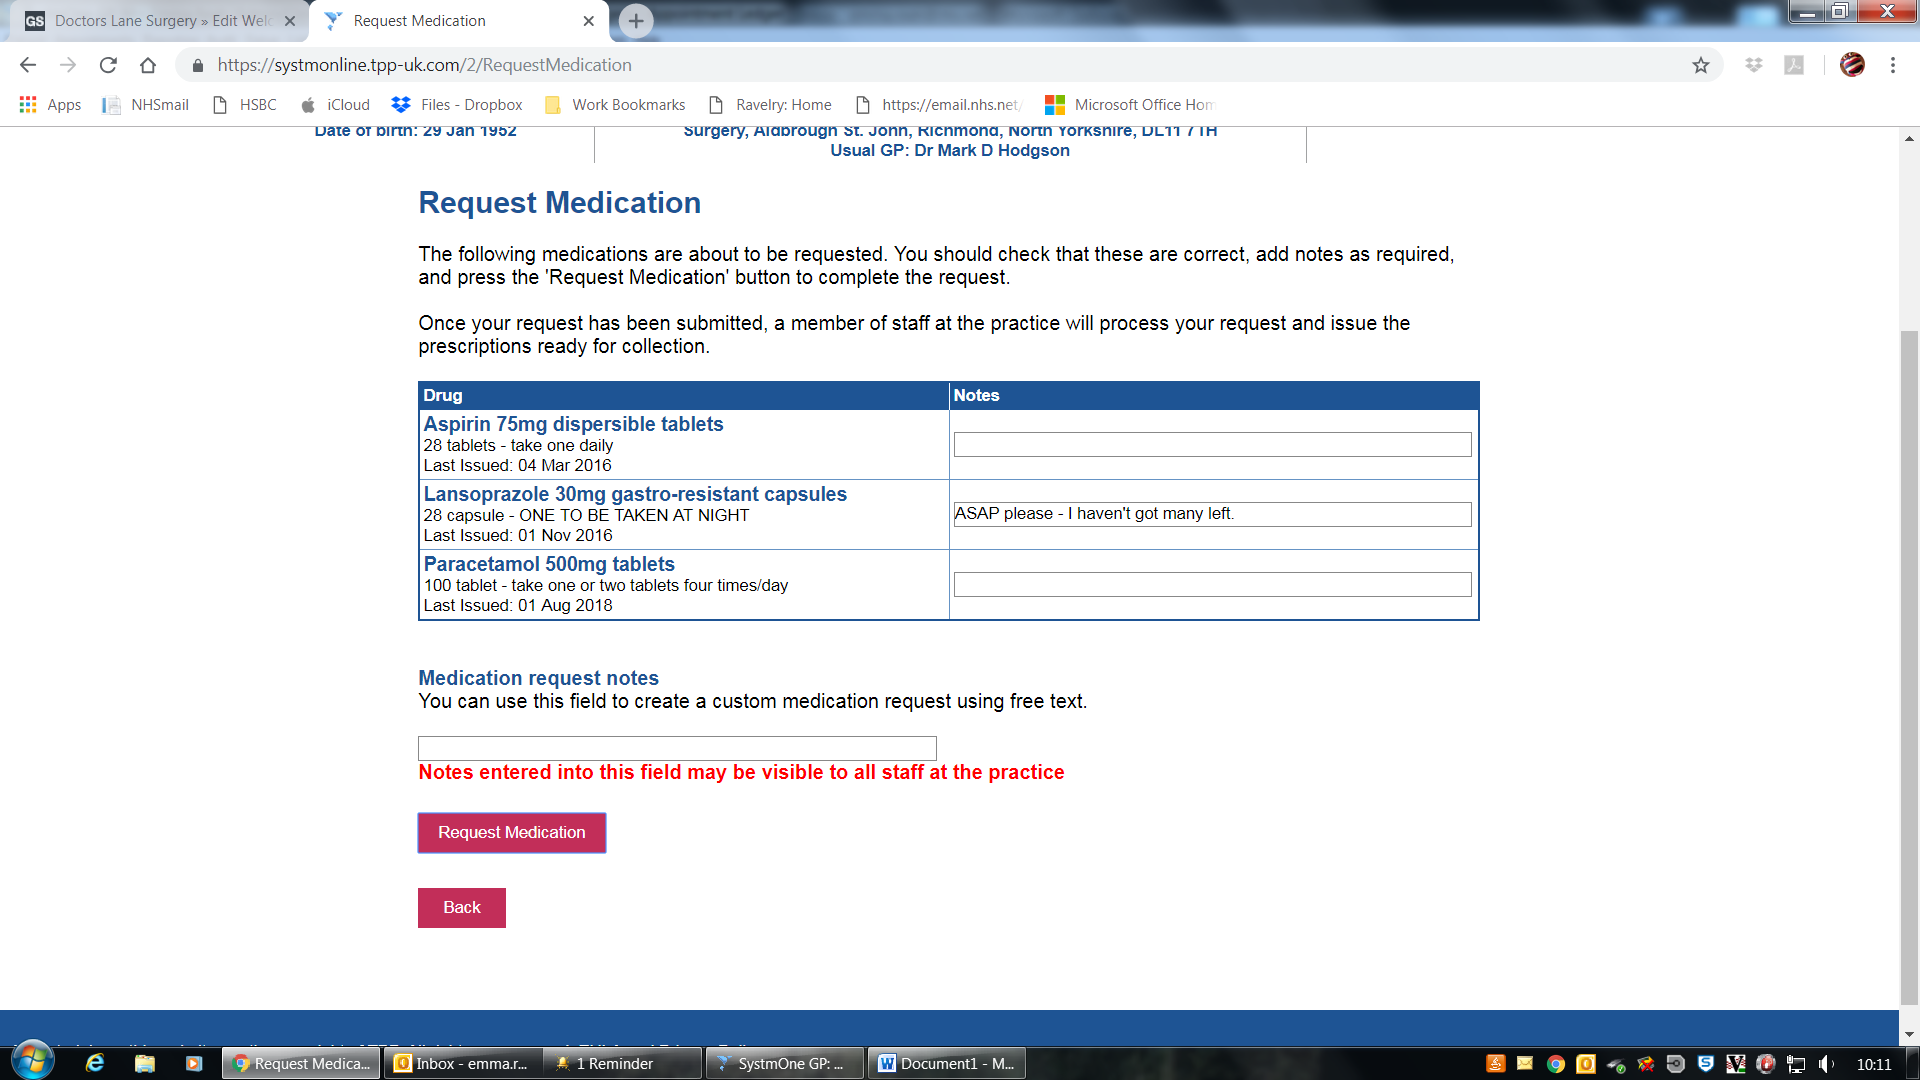 GS Doctors Lane Surgery » Edit Welc
Request Medication
https://systmonline.tpp-uk.com/2/RequestMedication
Apps NHSmail HSBC iCloud Files - Dropbox Work Bookmarks Ravelry: Home https://email.nhs.net/ Microsoft Office Hom
Date of birth: 29 Jan 1952
Surgery, Aldbrough St. John, Richmond, North Yorkshire, DL11 7TH
Usual GP: Dr Mark D Hodgson
Request Medication
The following medications are about to be requested. You should check that these are correct, add notes as required,
and press the 'Request Medication' button to complete the request.
Once your request has been submitted, a member of staff at the practice will process your request and issue the
prescriptions ready for collection.
Drug Notes
Aspirin 75mg dispersible tablets
28 tablets - take one daily
Last Issued: 04 Mar 2016
Lansoprazole 30mg gastro-resistant capsules
28 capsule - ONE TO BE TAKEN AT NIGHT
Last Issued: 01 Nov 2016
ASAP please - I haven't got many left.
Paracetamol 500mg tablets
100 tablet - take one or two tablets four times/day
Last Issued: 01 Aug 2018
Medication request notes
You can use this field to create a custom medication request using free text.
Notes entered into this field may be visible to all staff at the practice
Request Medication
Back
Request Medica... Inbox - emma.r... 1 Reminder SystmOne GP: ... Document1 - M... 10:11